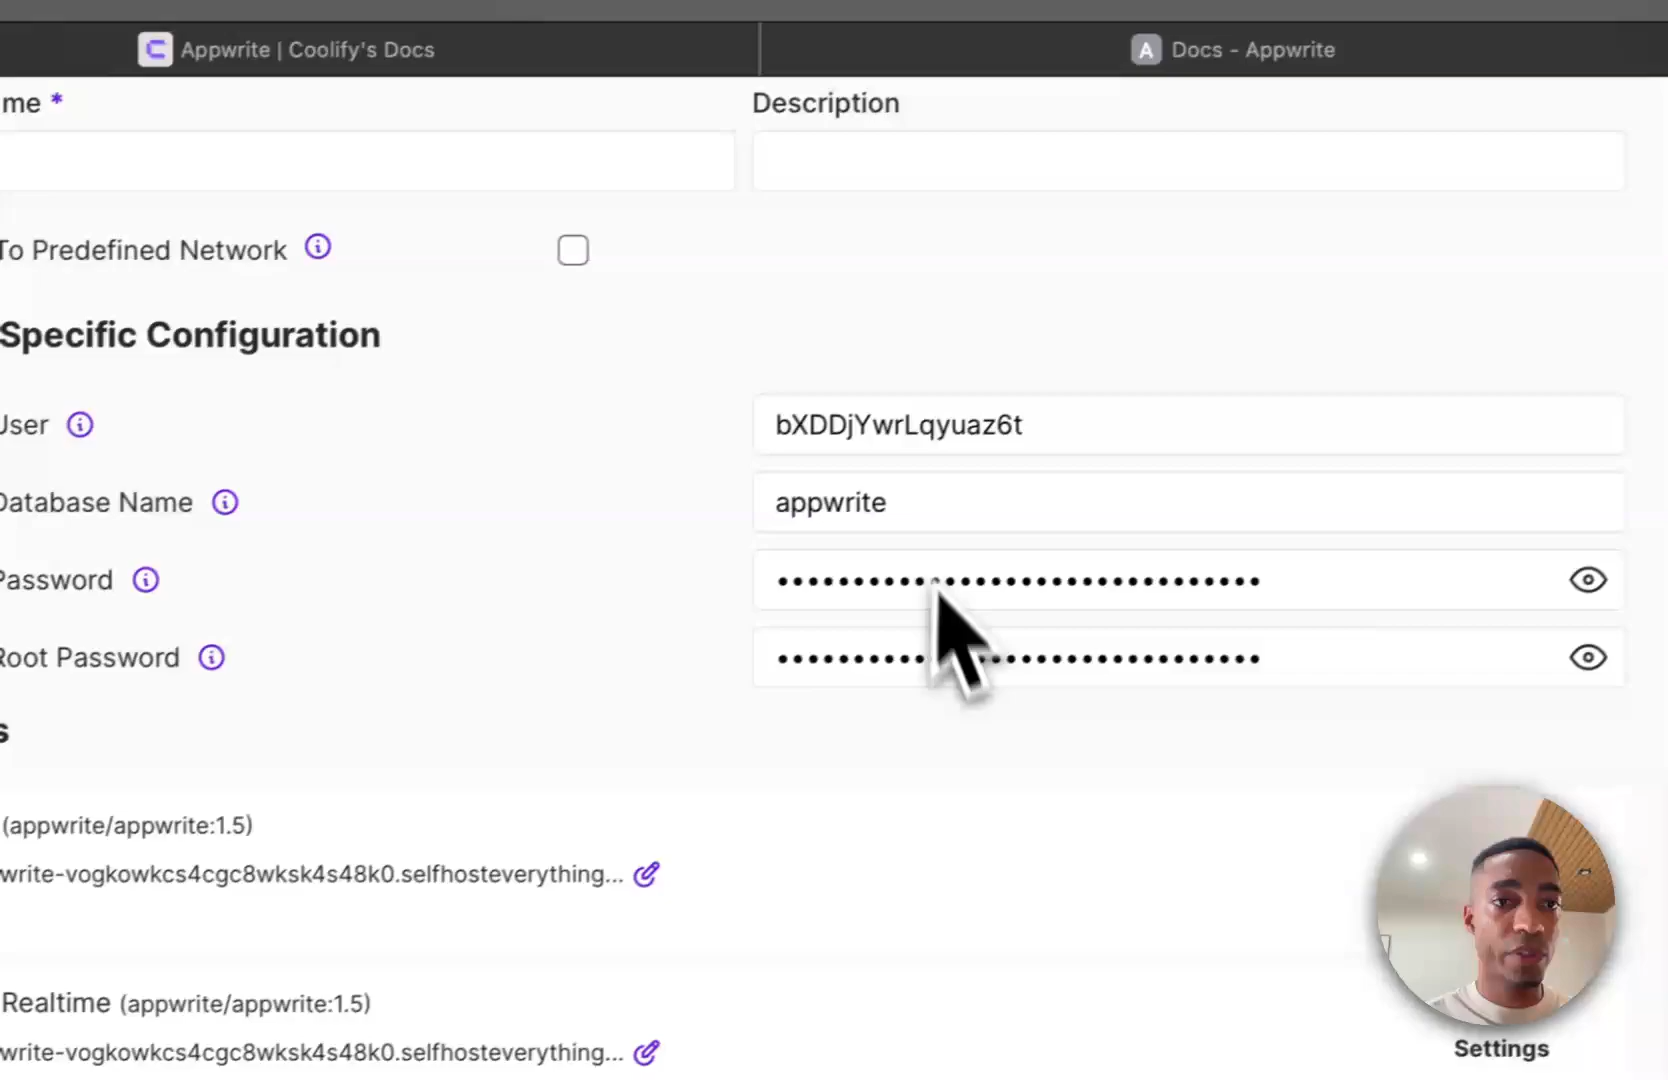 Appwrite | Coolify's Docs
A Docs - Appwrite
me *
Description
To Predefined Network
Specific Configuration
User
bXDDjYwrLqyuaz6t
Database Name
appwrite
Password
••••••••••••••••••••••••••••••••
Root Password
••••••••••••••••••••••••••••••••
s
(appwrite/appwrite:1.5)
write-vogkowkcs4cgc8wksk4s48k0.selfhosteverything...
Realtime (appwrite/appwrite:1.5)
write-vogkowkcs4cgc8wksk4s48k0.selfhosteverything...
Settings